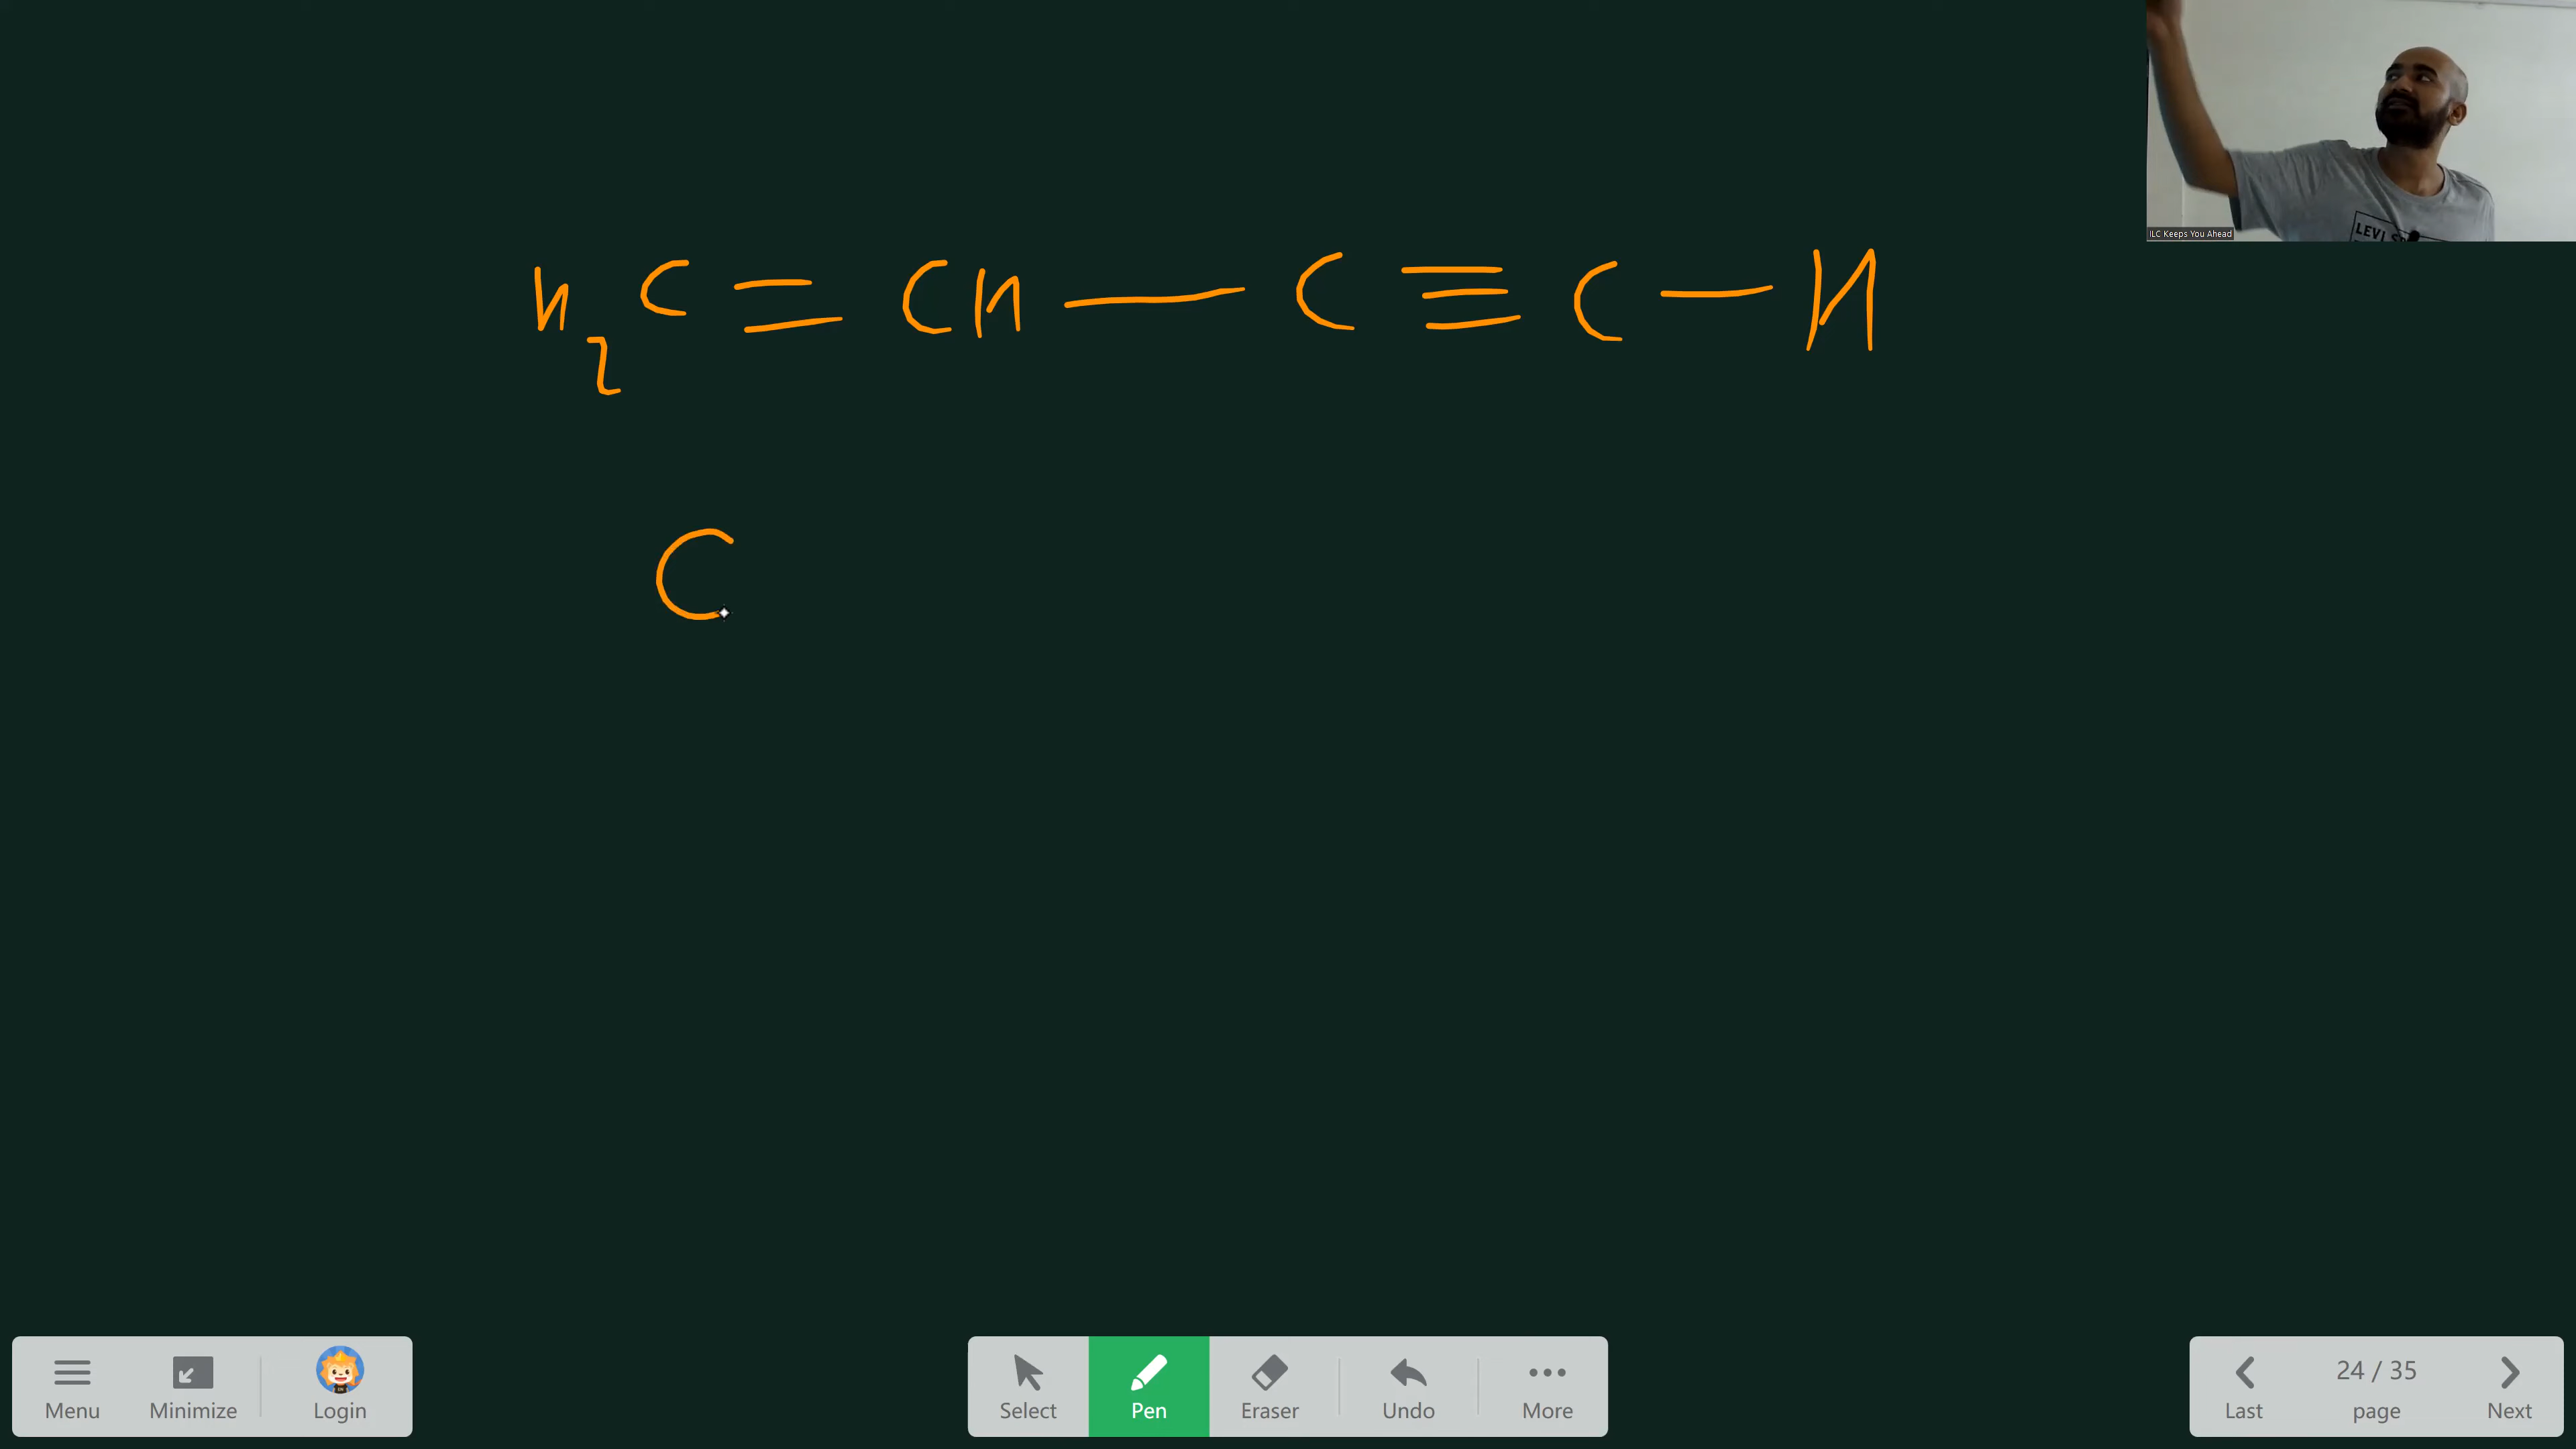 H2C = CH — C ≡ C — H
C
LEVI
ILC Keeps You Ahead
Menu Minimize Login Select Pen Eraser Undo More Last 24 / 35 page Next